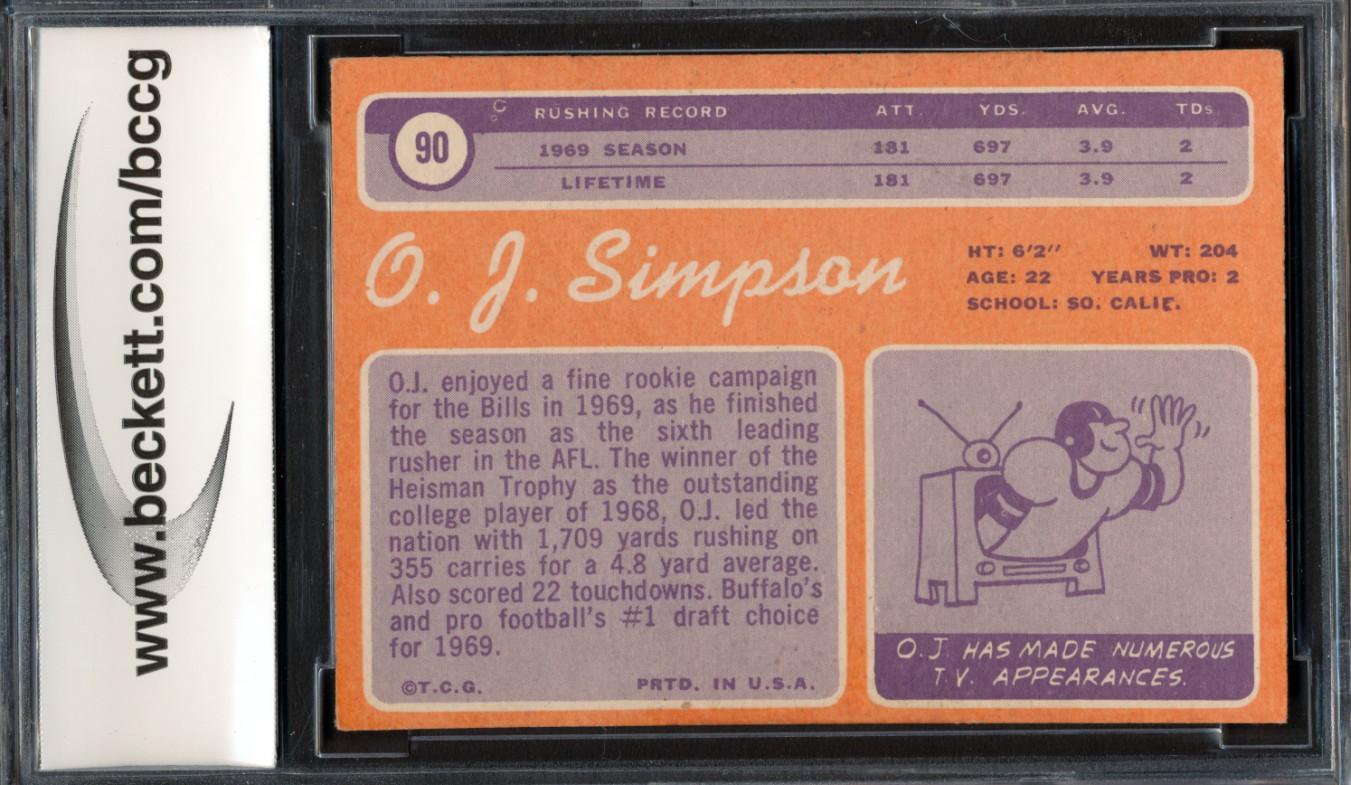 www.beckett.com/bccg
RUSHING RECORD ATT. YDS. AVG. TDs
90
1969 SEASON 181 697 3.9 2
LIFETIME 181 697 3.9 2
O. J. Simpson
HT: 6'2" WT: 204
AGE: 22 YEARS PRO: 2
SCHOOL: SO. CALIF.
O.J. enjoyed a fine rookie campaign
for the Bills in 1969, as he finished
the season as the sixth leading
rusher in the AFL. The winner of the
Heisman Trophy as the outstanding
college player of 1968, O.J. led the
nation with 1,709 yards rushing on
355 carries for a 4.8 yard average.
Also scored 22 touchdowns. Buffalo's
and pro football's #1 draft choice
for 1969.
©T.C.G. PRTD. IN U.S.A.
O.J. HAS MADE NUMEROUS
T.V. APPEARANCES.